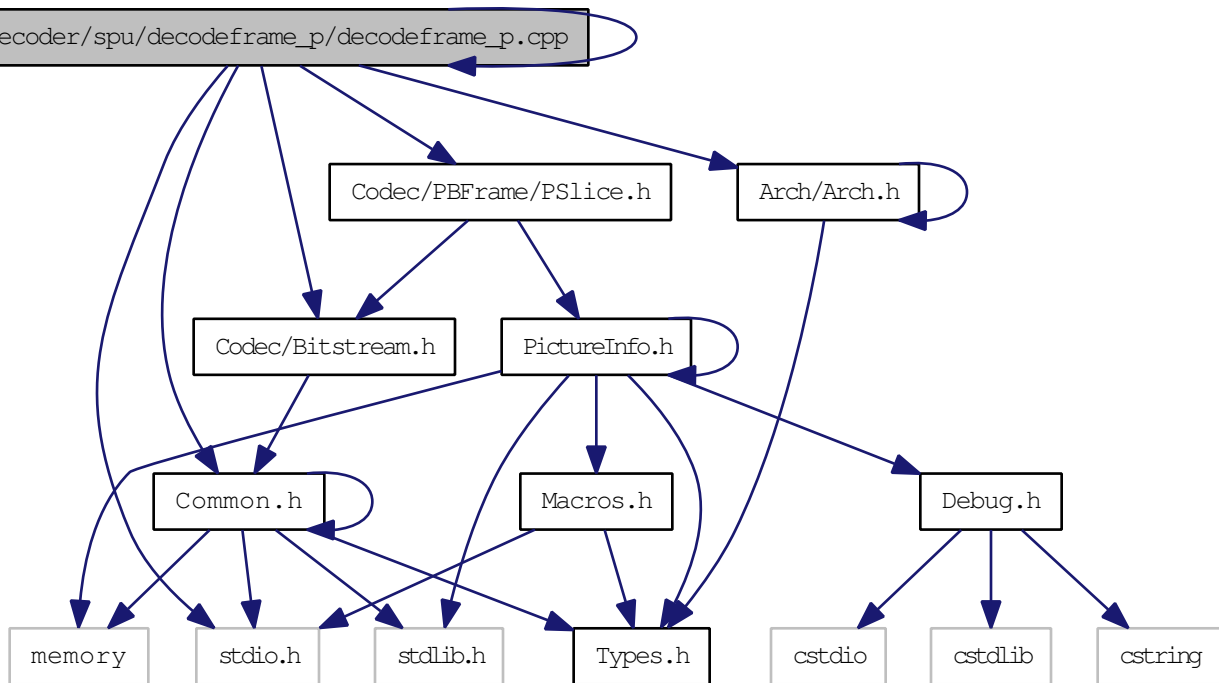 ecoder/spu/decodeframe_p/decodeframe_p.cpp
Codec/PBFrame/PSlice.h
Arch/Arch.h
Codec/Bitstream.h
PictureInfo.h
Common.h
Macros.h
Debug.h
memory
stdio.h
stdlib.h
Types.h
cstdio
cstdlib
cstring